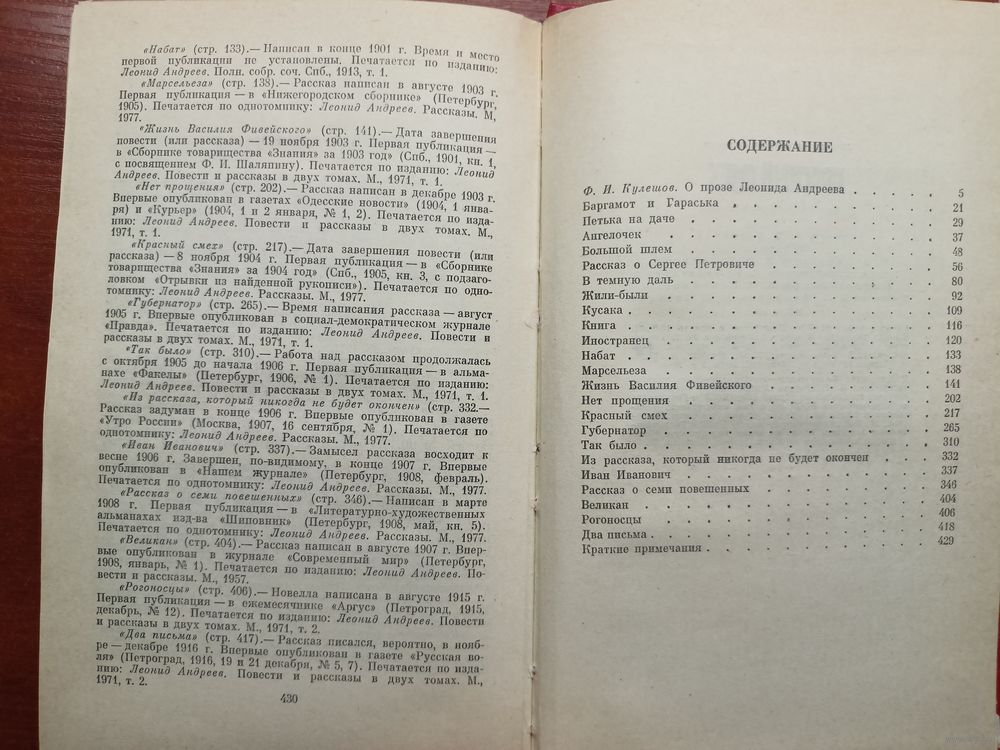 «Набат» (стр. 133).— Написан в конце 1901 г. Время и место
первой публикации не установлены. Печатается по изданию:
Леонид Андреев. Полн. собр. соч. Спб., 1913, т. 1.
«Марсельеза» (стр. 138).— Рассказ написан в августе 1903 г.
Первая публикация — в «Нижегородском сборнике» (Петербург,
1905). Печатается по однотомнику: Леонид Андреев. Рассказы. М,
1977.
«Жизнь Василия Фивейского» (стр. 141).— Дата завершения
повести (или рассказа) — 19 ноября 1903 г. Первая публикация —
в «Сборнике товарищества «Знания» за 1903 год» (Спб., 1901, кн. 1,
с посвящением Ф. И. Шаляпину). Печатается по изданию: Леонид
Андреев. Повести и рассказы в двух томах. М., 1971, т. 1.
«Нет прощения» (стр. 202).— Рассказ написан в декабре 1903 г.
Впервые опубликован в газетах «Одесские новости» (1904, 1 янва-
ря) и «Курьер» (1904, 1 и 2 января, № 1, 2). Печатается по изда-
нию: Леонид Андреев. Повести и рассказы в двух томах. М.,
1971, т. 1.
«Красный смех» (стр. 217).— Дата завершения повести (или
рассказа) — 8 ноября 1904 г. Первая публикация — в «Сборнике
товарищества «Знания» за 1904 год» (Спб., 1905, кн. 3, с подзаго-
ловком «Отрывки из найденной рукописи»). Печатается по одно-
томнику: Леонид Андреев. Рассказы. М., 1977.
«Губернатор» (стр. 265).— Время написания рассказа — август
1905 г. Впервые опубликован в социал-демократическом журнале
«Правда». Печатается по изданию: Леонид Андреев. Повести и
рассказы в двух томах. М., 1971, т. 1.
«Так было» (стр. 310).— Работа над рассказом продолжалась
с октября 1905 до начала 1906 г. Первая публикация — в альма-
нахе «Факелы» (Петербург, 1906, № 1). Печатается по изданию:
Леонид Андреев. Повести и рассказы в двух томах. М., 1971, т. 1.
«Из рассказа, который никогда не будет окончен» (стр. 332.—
Рассказ задуман в конце 1906 г. Впервые опубликован в газете
«Утро России» (Москва, 1907, 16 сентября, № 1). Печатается по
однотомнику: Леонид Андреев. Рассказы. М., 1977.
«Иван Иванович» (стр. 337).— Замысел рассказа восходит к
весне 1906 г. Завершен, по-видимому, в конце 1907 г. Впервые
опубликован в «Нашем журнале» (Петербург, 1908, февраль).
Печатается по однотомнику: Леонид Андреев. Рассказы. М., 1977.
«Рассказ о семи повешенных» (стр. 346).— Написан в марте
1908 г. Первая публикация — в «Литературно-художественных
альманахах изд-ва «Шиповник» (Петербург, 1908, май, кн. 5).
Печатается по однотомнику: Леонид Андреев. Рассказы. М., 1977.
«Великан» (стр. 404).— Рассказ написан в августе 1907 г. Впер-
вые опубликован в журнале «Современный мир» (Петербург,
1908, январь, № 1). Печатается по изданию: Леонид Андреев. По-
вести и рассказы. М., 1957.
«Рогоносцы» (стр. 406).— Новелла написана в августе 1915 г.
Первая публикация — в ежемесячнике «Аргус» (Петроград, 1915,
декабрь, № 12). Печатается по изданию: Леонид Андреев. Повести
и рассказы в двух томах. М., 1971, т. 2.
«Два письма» (стр. 417).— Рассказ писался, вероятно, в нояб-
ре — декабре 1916 г. Впервые опубликован в газете «Русская во-
ля» (Петроград, 1916, 19 и 21 декабря, № 5, 7). Печатается по изда-
нию: Леонид Андреев. Повести и рассказы в двух томах. М.,
1971, т. 2.
430
СОДЕРЖАНИЕ
Ф. И. Кулешов. О прозе Леонида Андреева . . . . . 5
Баргамот и Гараська . . . . . 21
Петька на даче . . . . . 29
Ангелочек . . . . . 37
Большой шлем . . . . . 48
Рассказ о Сергее Петровиче . . . . . 56
В темную даль . . . . . 80
Жили-были . . . . . 92
Кусака . . . . . 109
Книга . . . . . 116
Иностранец . . . . . 120
Набат . . . . . 133
Марсельеза . . . . . 138
Жизнь Василия Фивейского . . . . . 141
Нет прощения . . . . . 202
Красный смех . . . . . 217
Губернатор . . . . . 265
Так было . . . . . 310
Из рассказа, который никогда не будет окончен . . . 332
Иван Иванович . . . . . 337
Рассказ о семи повешенных . . . . . 346
Великан . . . . . 404
Рогоносцы . . . . . 406
Два письма . . . . . 418
Краткие примечания . . . . . 429